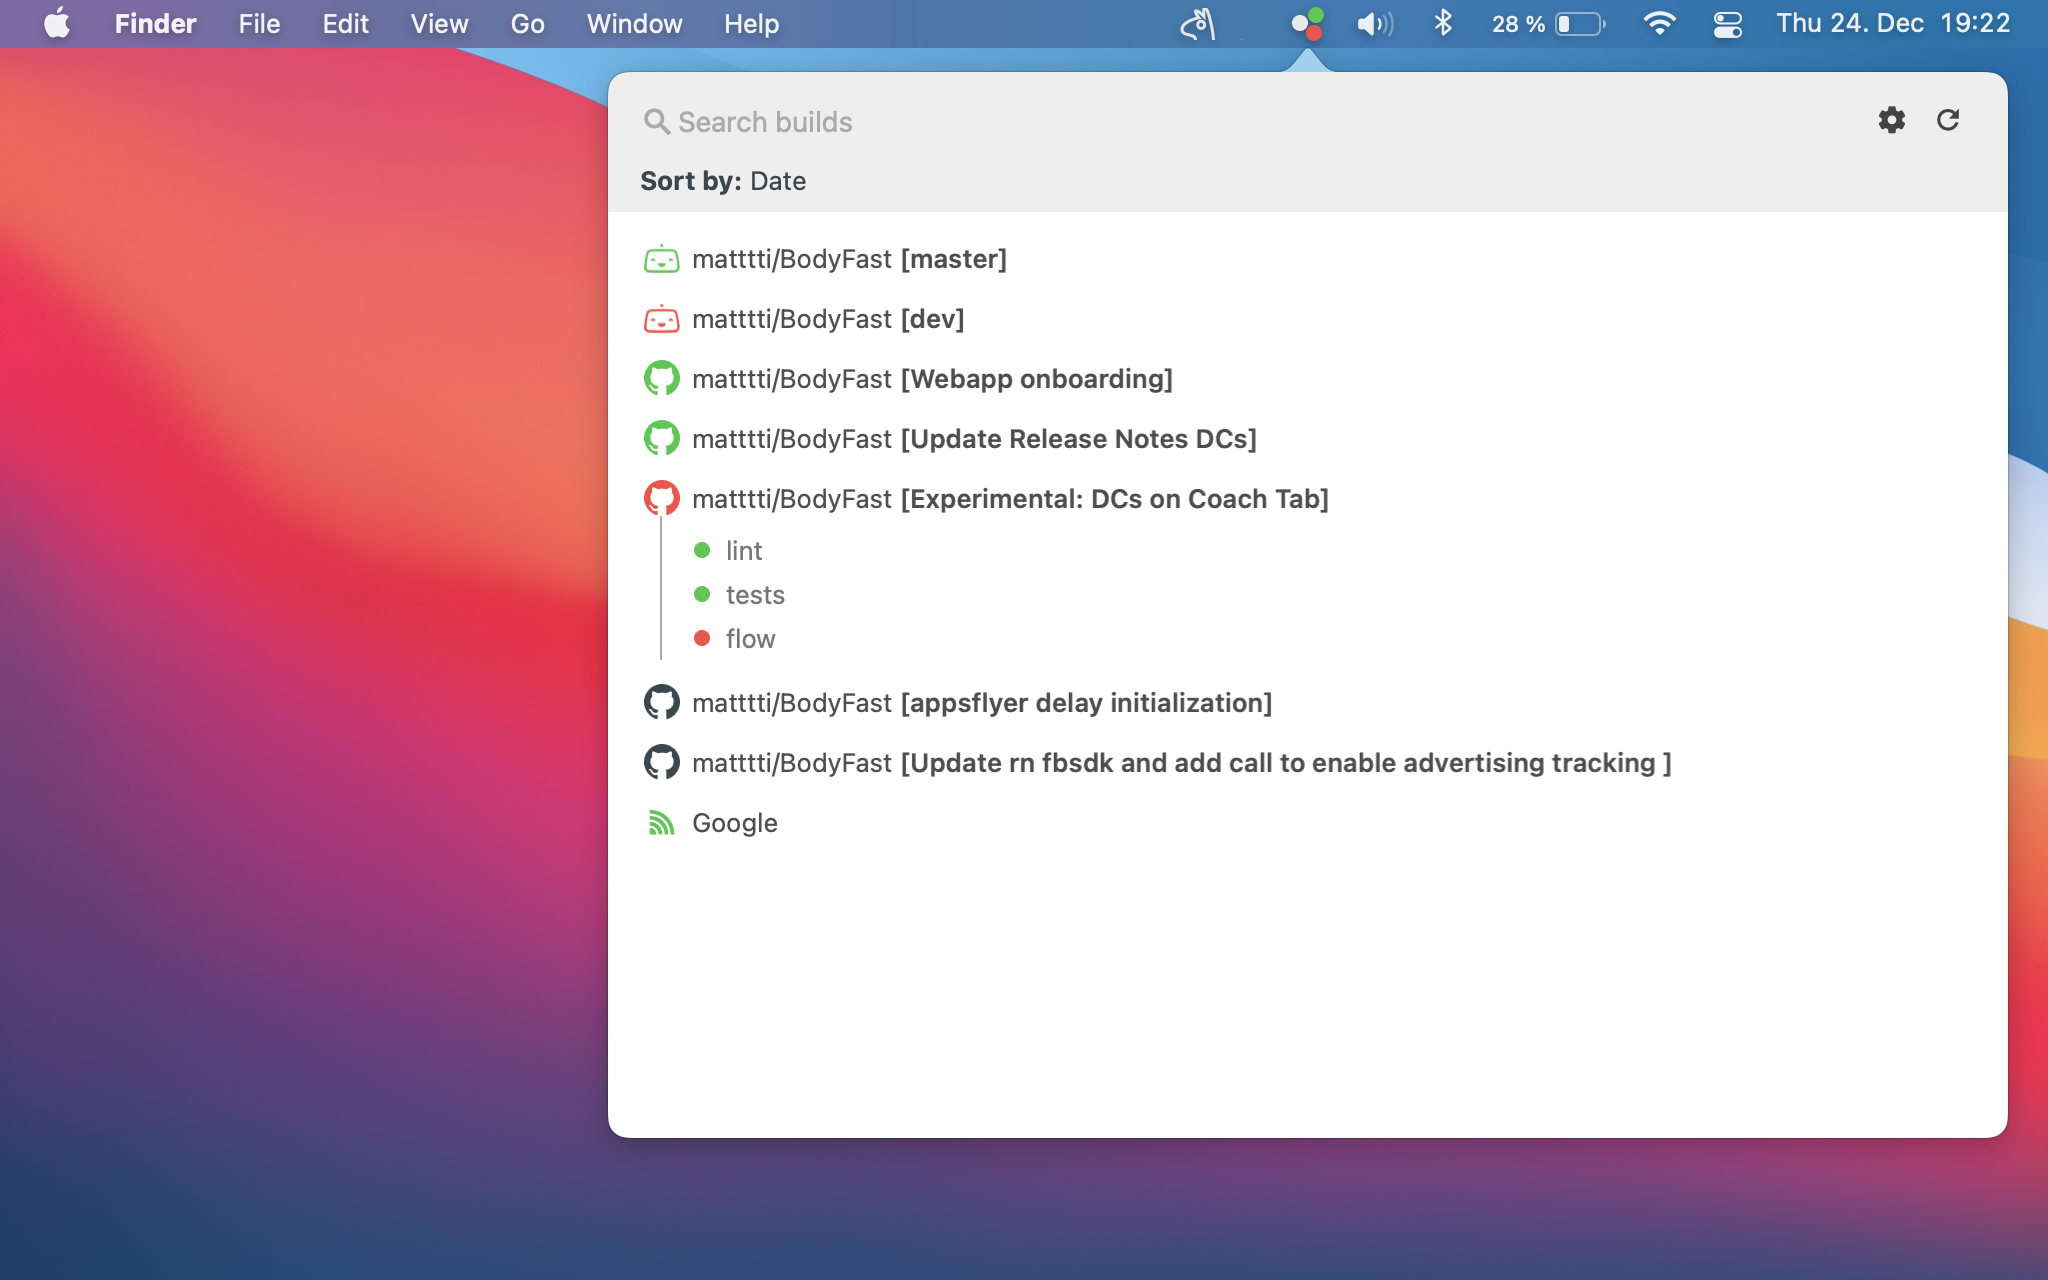 Finder File Edit View Go Window Help 28 % Thu 24. Dec 19:22
Search builds
Sort by: Date
matttti/BodyFast [master]
matttti/BodyFast [dev]
matttti/BodyFast [Webapp onboarding]
matttti/BodyFast [Update Release Notes DCs]
matttti/BodyFast [Experimental: DCs on Coach Tab]
lint
tests
flow
matttti/BodyFast [appsflyer delay initialization]
matttti/BodyFast [Update rn fbsdk and add call to enable advertising tracking ]
Google